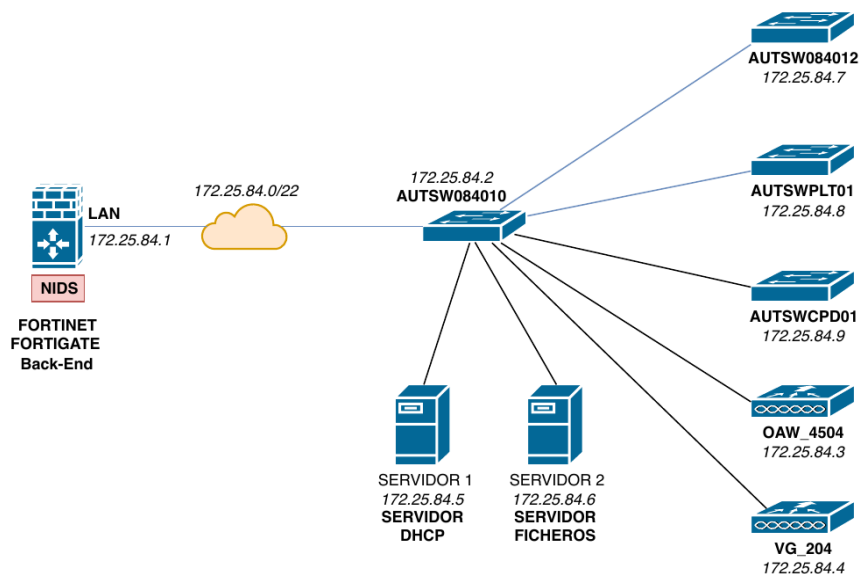 AUTSW084012
172.25.84.7
172.25.84.2
AUTSW084010
172.25.84.0/22
AUTSWPLT01
172.25.84.8
LAN
172.25.84.1
NIDS
FORTINET
FORTIGATE
Back-End
AUTSWCPD01
172.25.84.9
OAW_4504
172.25.84.3
SERVIDOR 1
172.25.84.5
SERVIDOR
DHCP
SERVIDOR 2
172.25.84.6
SERVIDOR
FICHEROS
VG_204
172.25.84.4